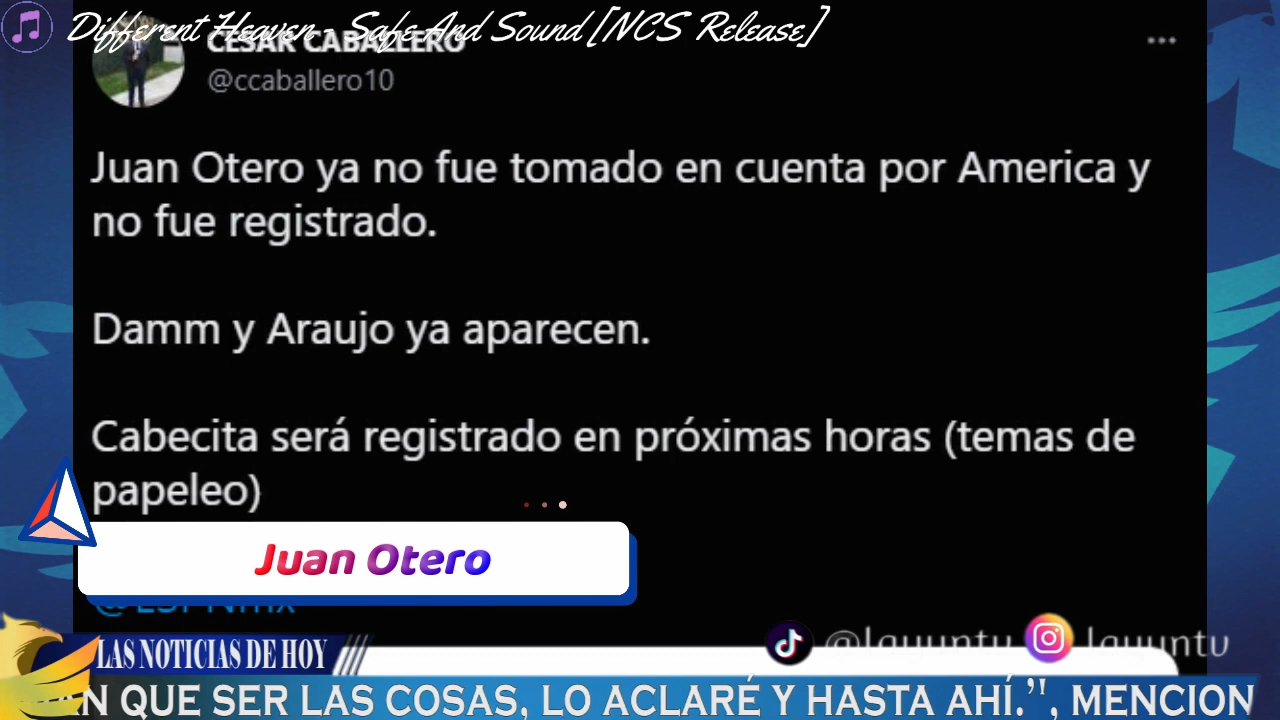 Different Heaven - Safe And Sound [NCS Release]
CESAR CABALLERO
@ccaballero10
Juan Otero ya no fue tomado en cuenta por America y
no fue registrado.
Damm y Araujo ya aparecen.
Cabecita será registrado en próximas horas (temas de
papeleo)
Juan Otero
LAS NOTICIAS DE HOY
QUE SER LAS COSAS, LO ACLARÉ Y HASTA AHÍ.”, MENCION